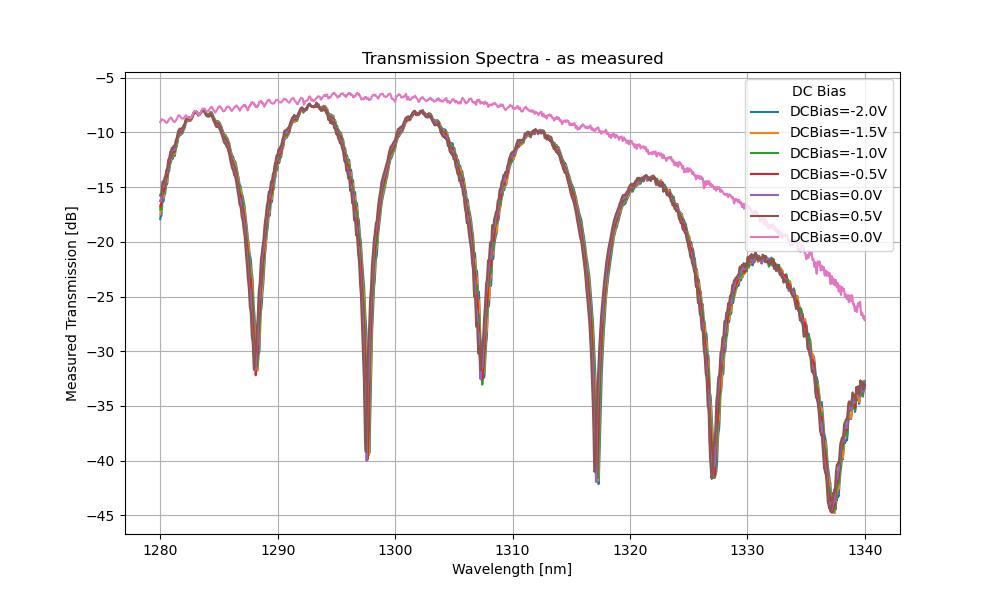 Transmission Spectra - as measured
Measured Transmission [dB]
−5
−10
−15
−20
−25
−30
−35
−40
−45
DC Bias
DCBias=-2.0V
DCBias=-1.5V
DCBias=-1.0V
DCBias=-0.5V
DCBias=0.0V
DCBias=0.5V
DCBias=0.0V
1280 1290 1300 1310 1320 1330 1340
Wavelength [nm]